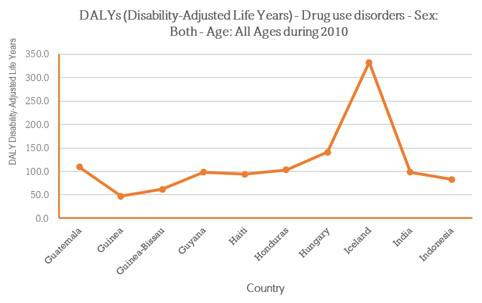 DALYs (Disability-Adjusted Life Years) - Drug use disorders - Sex:
Both - Age: All Ages during 2010
DALY Disability-Adjusted Life Years
350.0
300.0
250.0
200.0
150.0
100.0
50.0
0.0
Guatemala
Guinea
Guinea-Bissau
Guyana
Haiti
Honduras
Hungary
Iceland
India
Indonesia
Country